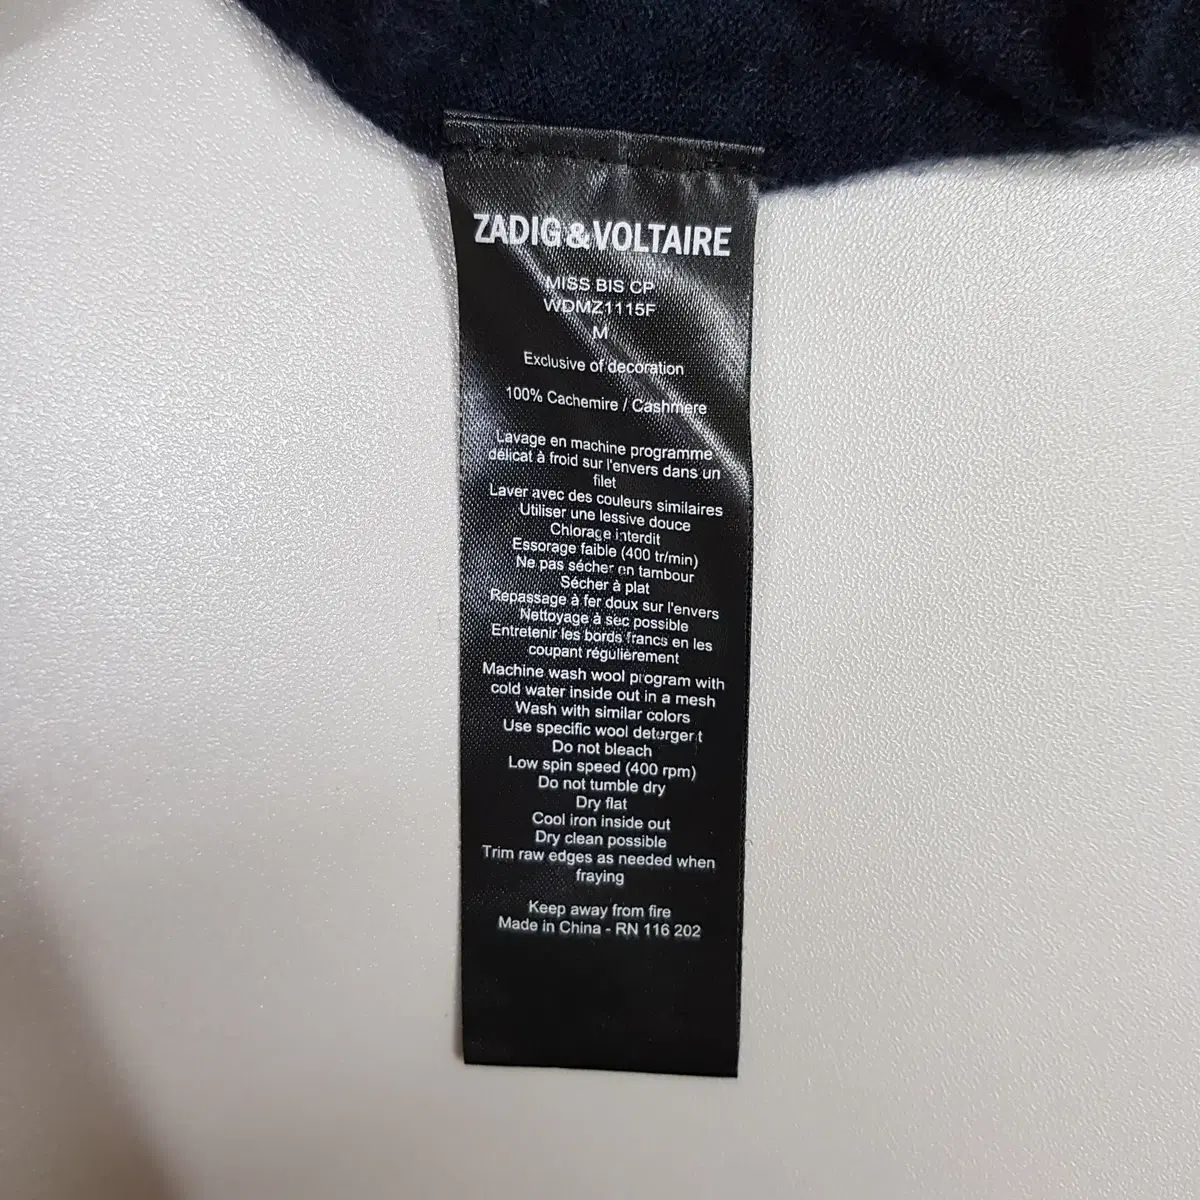 ZADIG&VOLTAIRE
MISS BIS CP
WDMZ1115F
M
Exclusive of decoration
100% Cachemire / Cashmere
Lavage en machine programme
délicat à froid sur l'envers dans un
filet
Laver avec des couleurs similaires
Utiliser une lessive douce
Chlorage interdit
Essorage faible (400 tr/min)
Ne pas sécher en tambour
Sécher à plat
Repassage à fer doux sur l'envers
Nettoyage à sec possible
Entretenir les bords francs en les
coupant régulièrement
Machine wash wool program with
cold water inside out in a mesh
Wash with similar colors
Use specific wool detergent
Do not bleach
Low spin speed (400 rpm)
Do not tumble dry
Dry flat
Cool iron inside out
Dry clean possible
Trim raw edges as needed when
fraying
Keep away from fire
Made in China - RN 116 202